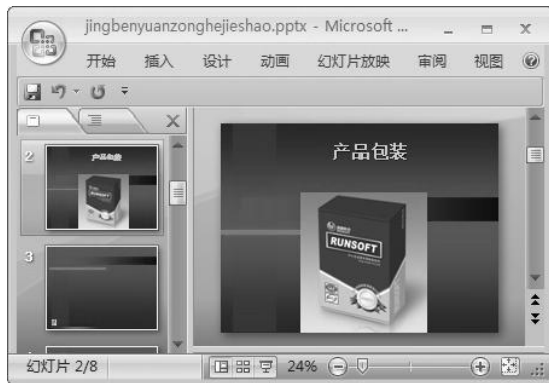 jingbenyuanzonghejieshao.pptx - Microsoft ...
开始 插入 设计 动画 幻灯片放映 审阅 视图
2
产品包装
3
产品包装
RUNSOFT
幻灯片 2/8
24%